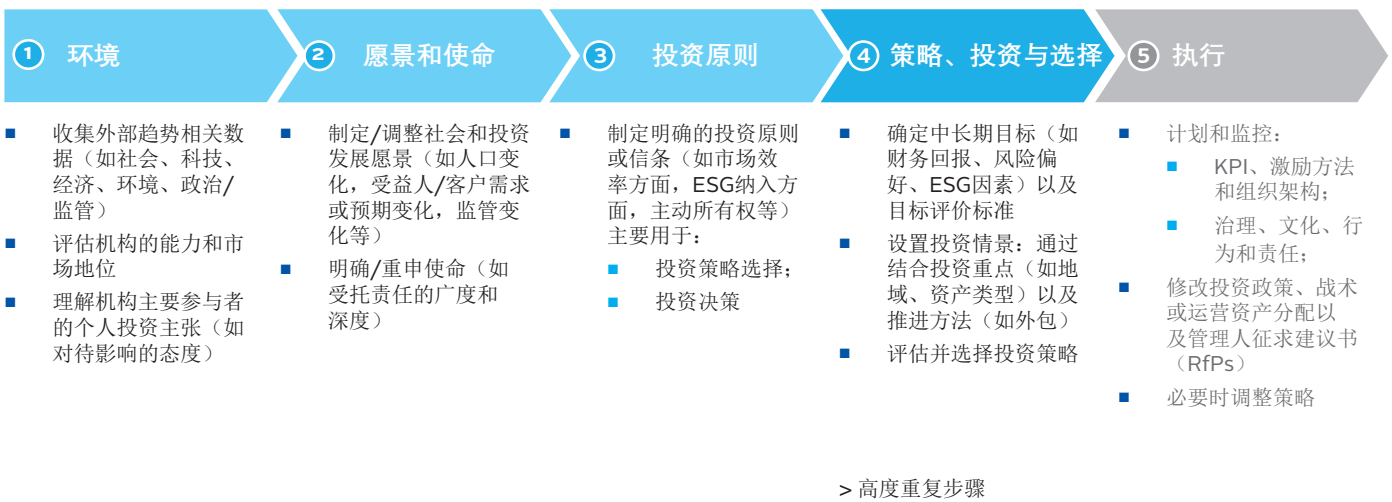 1 环境
■ 收集外部趋势相关数
据（如社会、科技、
经济、环境、政治/
监管）
■ 评估机构的能力和市
场地位
■ 理解机构主要参与者
的个人投资主张（如
对待影响的态度）
2 愿景和使命
■ 制定/调整社会和投资
发展愿景（如人口变
化，受益人/客户需求
或预期变化，监管变
化等）
■ 明确/重申使命（如
受托责任的广度和
深度）
3 投资原则
■ 制定明确的投资原则
或信条（如市场效
率方面，ESG纳入方
面，主动所有权等）
主要用于：
■ 投资策略选择；
■ 投资决策
4 策略、投资与选择
■ 确定中长期目标（如
财务回报、风险偏
好、ESG因素）以及
目标评价标准
■ 设置投资情景：通过
结合投资重点（如地
域、资产类型）以及
推进方法（如外包）
■ 评估并选择投资策略
> 高度重复步骤
5 执行
■ 计划和监控：
■ KPI、激励方法
和组织架构；
■ 治理、文化、行
为和责任；
■ 修改投资政策、战术
或运营资产分配以
及管理人征求建议书
（RfPs）
■ 必要时调整策略